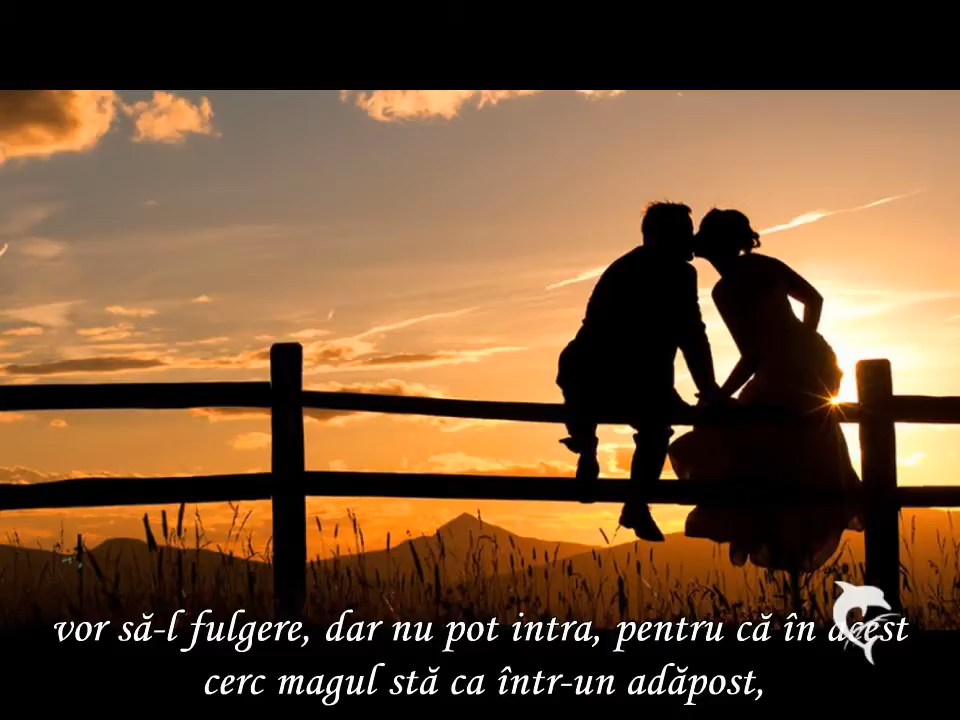 vor să-l fulgere, dar nu pot intra, pentru că în acest
cerc magul stă ca într-un adăpost,